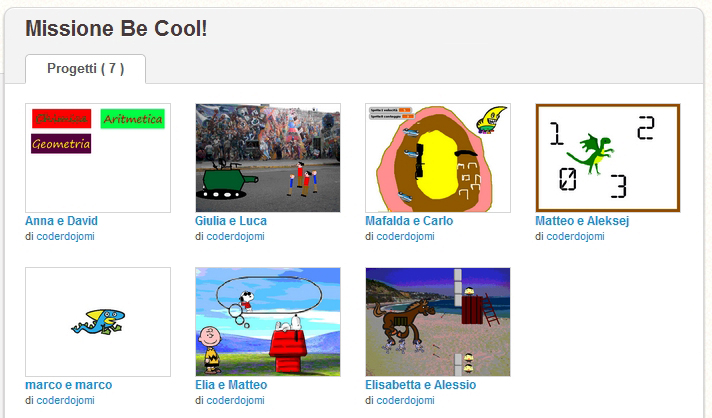 Missione Be Cool!
Progetti ( 7 )
Chimica Aritmetica
Geometria
1 2
0 3
Anna e David
di coderdojomi
Giulia e Luca
di coderdojomi
Mafalda e Carlo
di coderdojomi
Matteo e Aleksej
di coderdojomi
marco e marco
di coderdojomi
Elia e Matteo
di coderdojomi
Elisabetta e Alessio
di coderdojomi